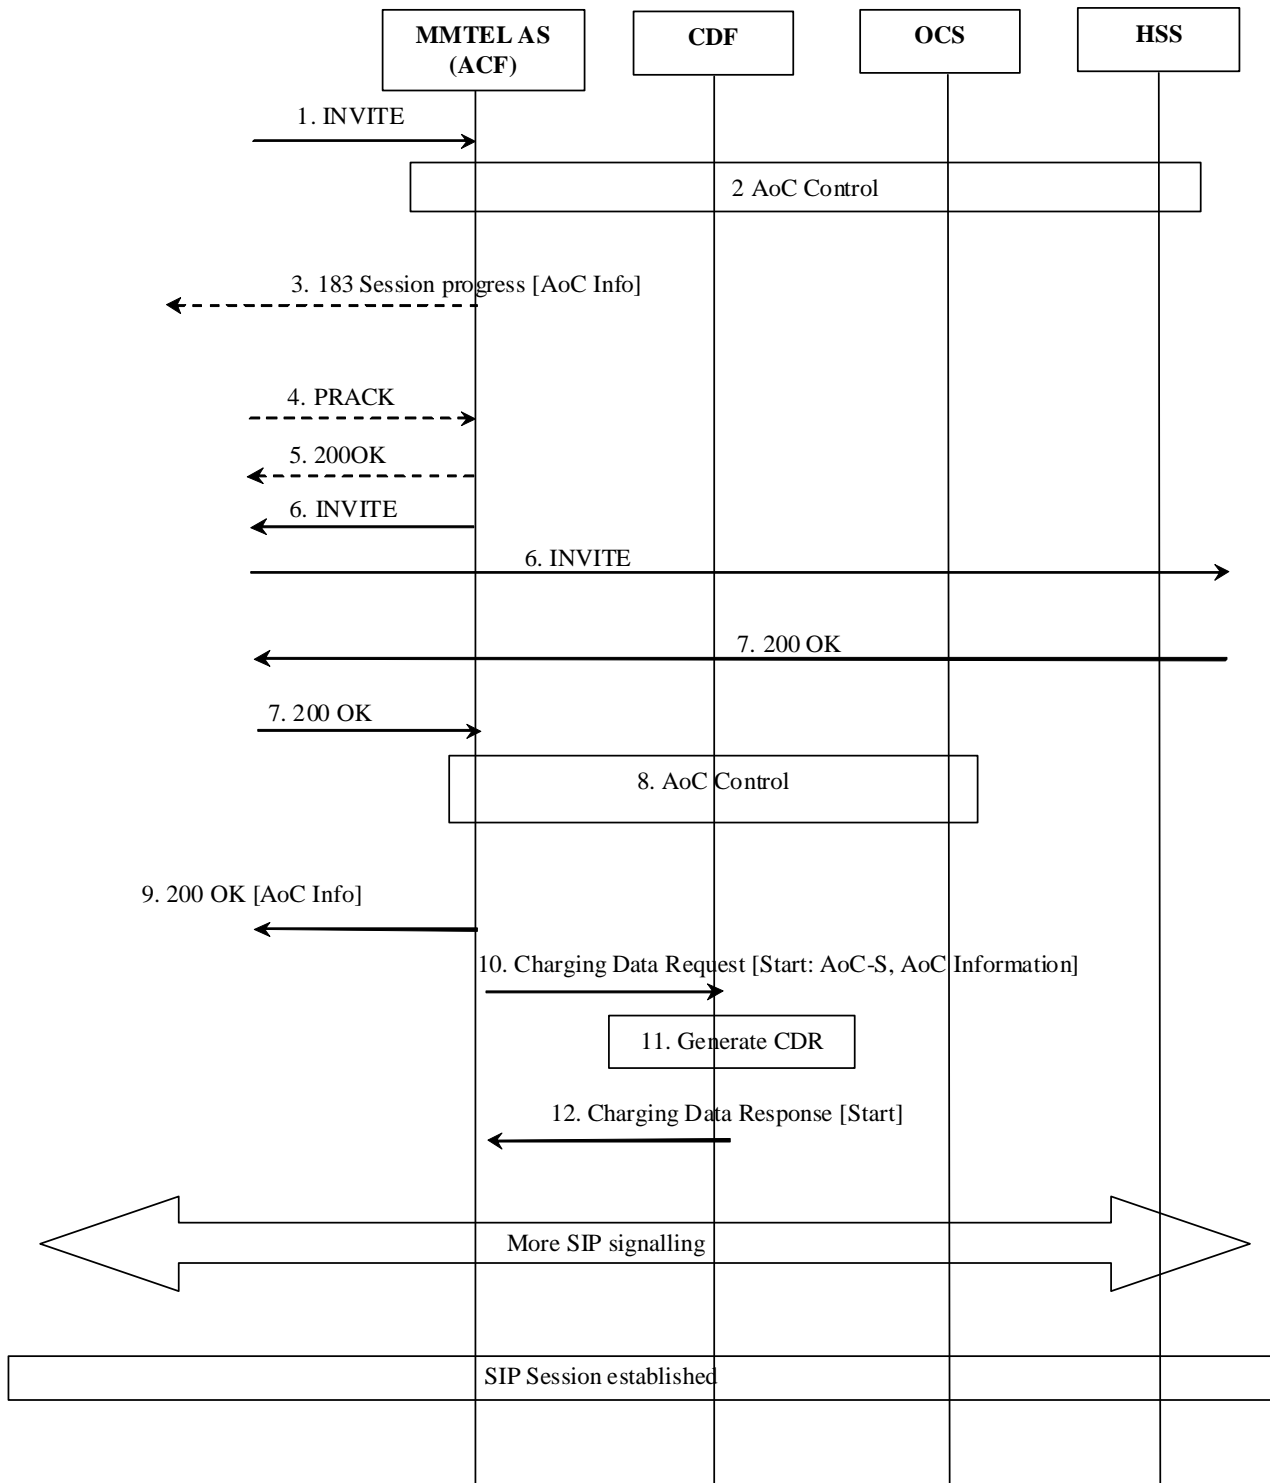 MMTEL AS
(ACF)
CDF
OCS
HSS
1. INVITE
2 AoC Control
3. 183 Session progress [AoC Info]
4. PRACK
5. 200OK
6. INVITE
6. INVITE
7. 200 OK
7. 200 OK
8. AoC Control
9. 200 OK [AoC Info]
10. Charging Data Request [Start: AoC-S, AoC Information]
11. Generate CDR
12. Charging Data Response [Start]
More SIP signalling
SIP Session established